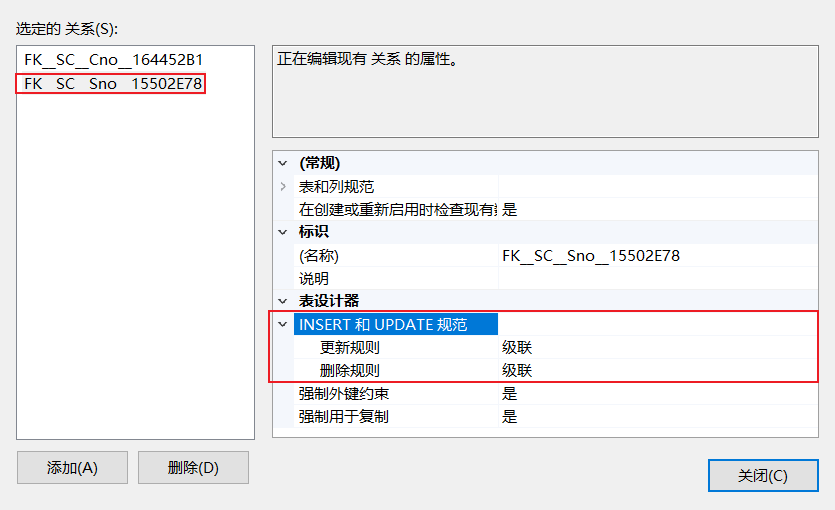 选定的 关系(S):
FK__SC__Cno__164452B1
FK__SC__Sno__15502E78
正在编辑现有 关系 的属性。
(常规)
表和列规范
在创建或重新启用时检查现有 是
标识
(名称) FK__SC__Sno__15502E78
说明
表设计器
INSERT 和 UPDATE 规范
更新规则 级联
删除规则 级联
强制外键约束 是
强制用于复制 是
添加(A) 删除(D)
关闭(C)